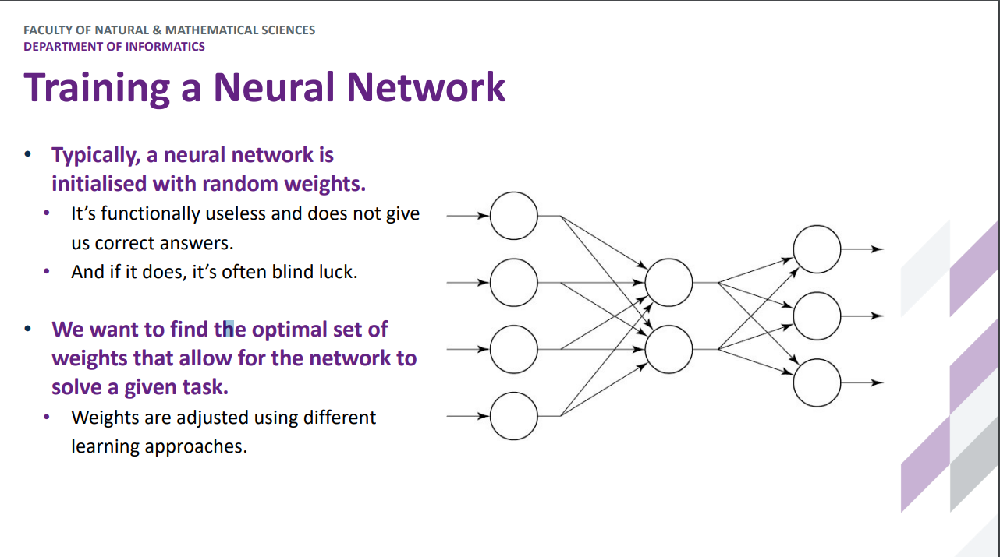 FACULTY OF NATURAL & MATHEMATICAL SCIENCES
DEPARTMENT OF INFORMATICS
Training a Neural Network
• Typically, a neural network is
initialised with random weights.
• It’s functionally useless and does not give
us correct answers.
• And if it does, it’s often blind luck.
• We want to find the optimal set of
weights that allow for the network to
solve a given task.
• Weights are adjusted using different
learning approaches.